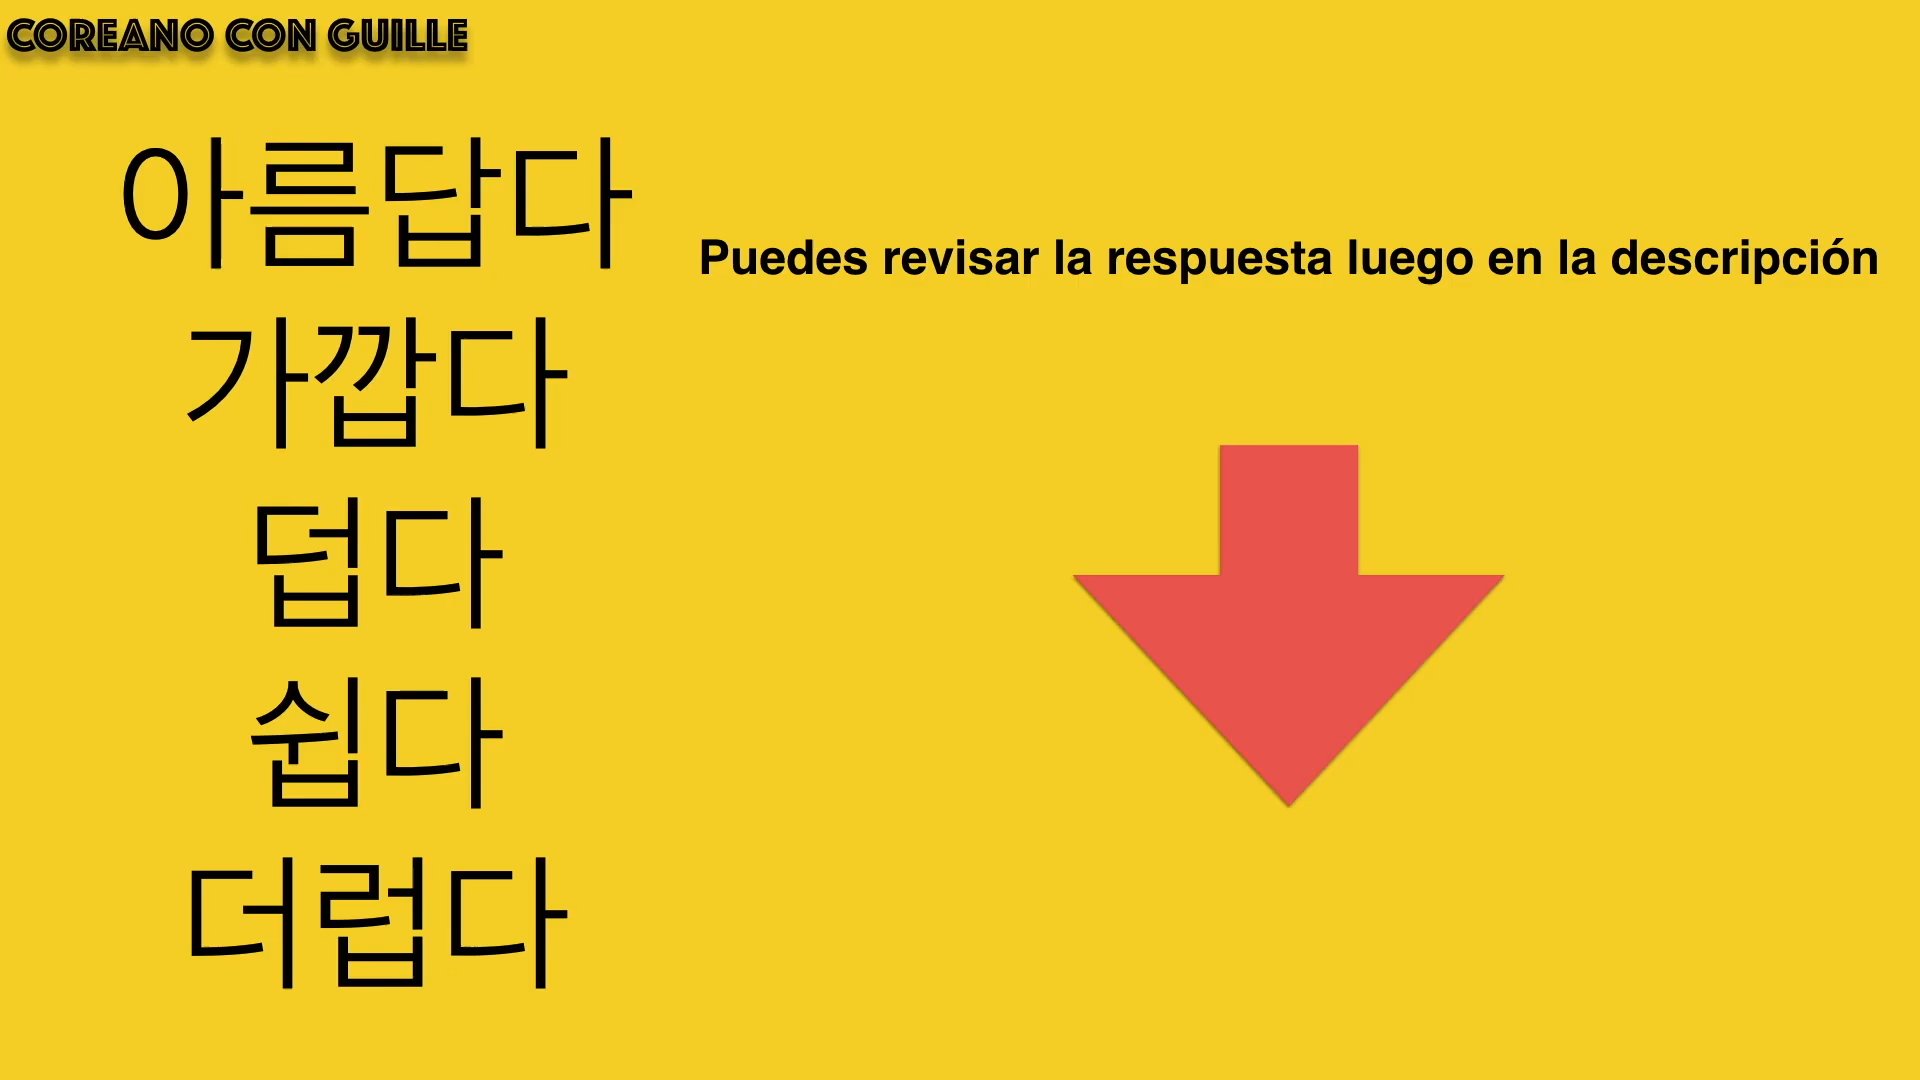 COREANO CON GUILLE
아름답다
Puedes revisar la respuesta luego en la descripción
가깝다
덥다
쉽다
더럽다